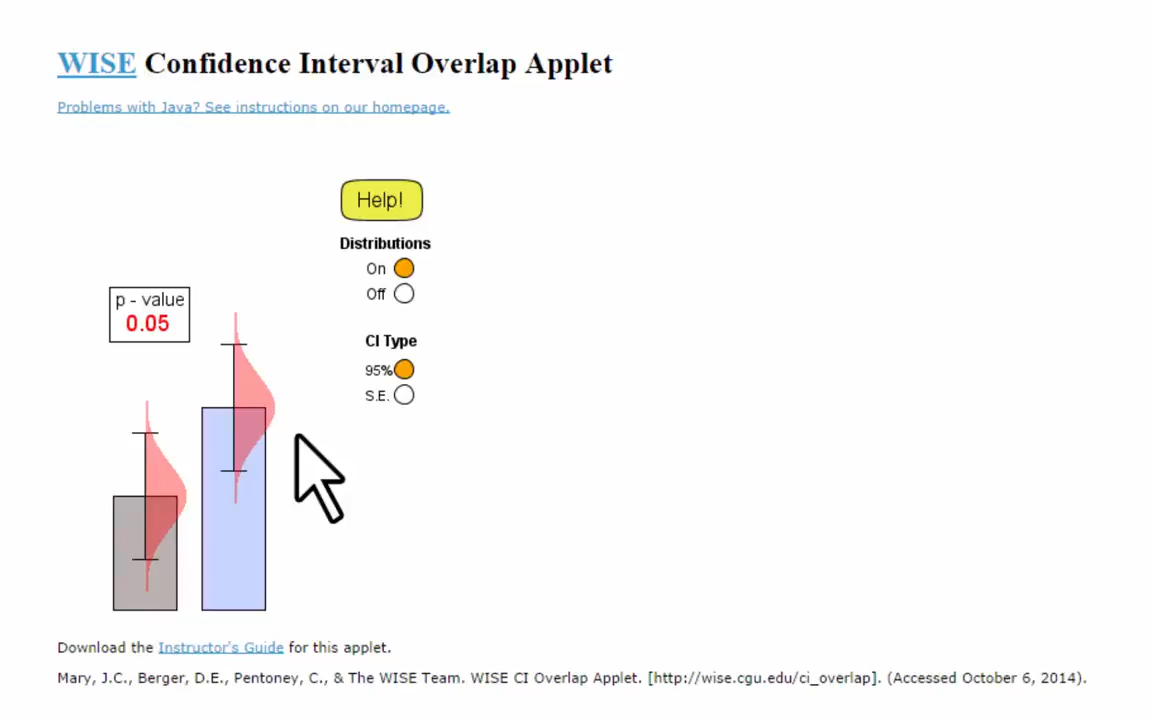 WISE Confidence Interval Overlap Applet
Problems with Java? See instructions on our homepage.
Help!
Distributions
On
Off
p - value
0.05
CI Type
95%
S.E.
Download the Instructor's Guide for this applet.
Mary, J.C., Berger, D.E., Pentoney, C., & The WISE Team. WISE CI Overlap Applet. [http://wise.cgu.edu/ci_overlap]. (Accessed October 6, 2014).